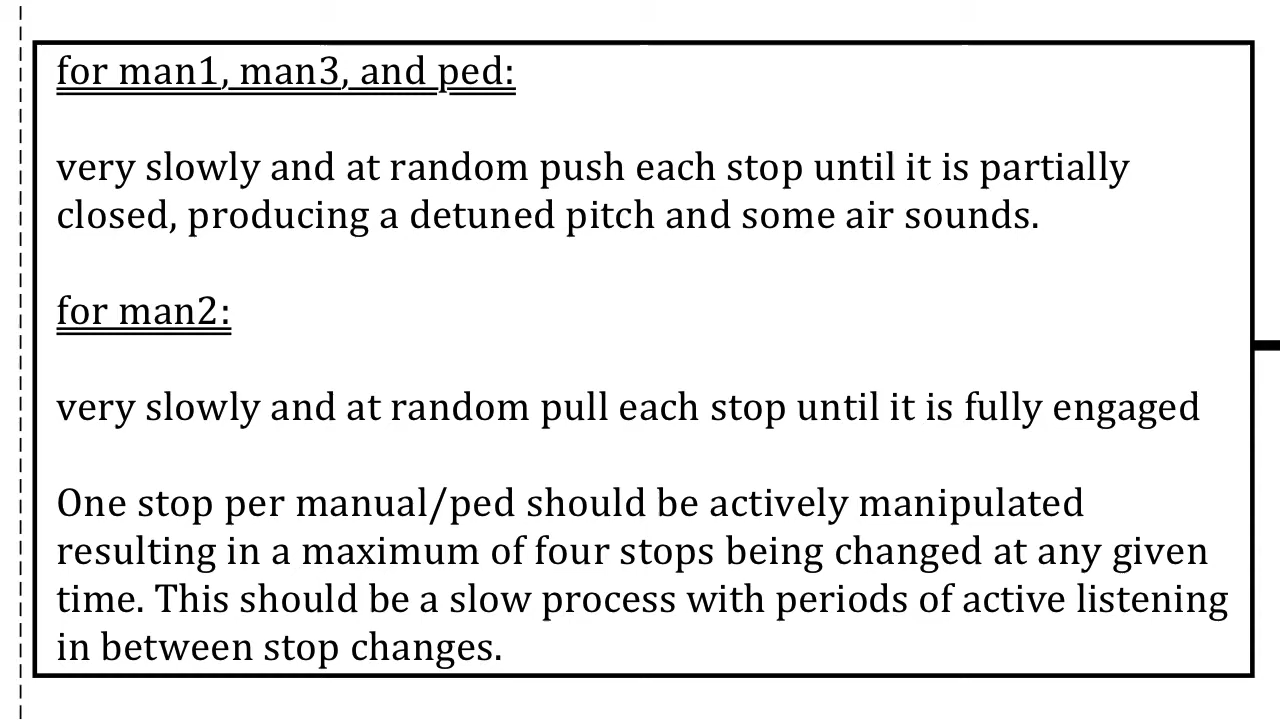 for man1, man3, and ped:
very slowly and at random push each stop until it is partially
closed, producing a detuned pitch and some air sounds.
for man2:
very slowly and at random pull each stop until it is fully engaged
One stop per manual/ped should be actively manipulated
resulting in a maximum of four stops being changed at any given
time. This should be a slow process with periods of active listening
in between stop changes.